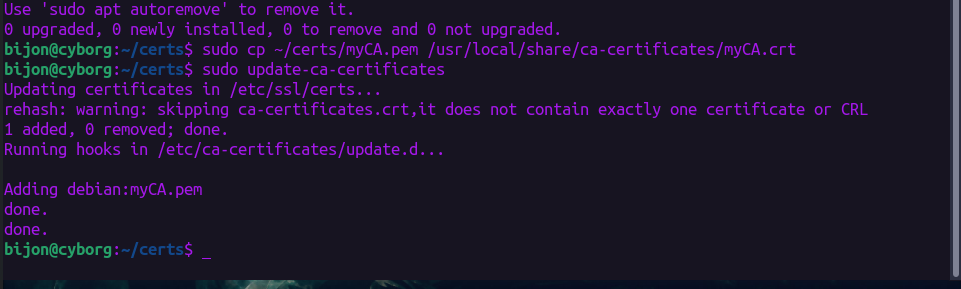 Use 'sudo apt autoremove' to remove it.
0 upgraded, 0 newly installed, 0 to remove and 0 not upgraded.
bijon@cyborg:~/certs$ sudo cp ~/certs/myCA.pem /usr/local/share/ca-certificates/myCA.crt
bijon@cyborg:~/certs$ sudo update-ca-certificates
Updating certificates in /etc/ssl/certs...
rehash: warning: skipping ca-certificates.crt,it does not contain exactly one certificate or CRL
1 added, 0 removed; done.
Running hooks in /etc/ca-certificates/update.d...
Adding debian:myCA.pem
done.
done.
bijon@cyborg:~/certs$ _